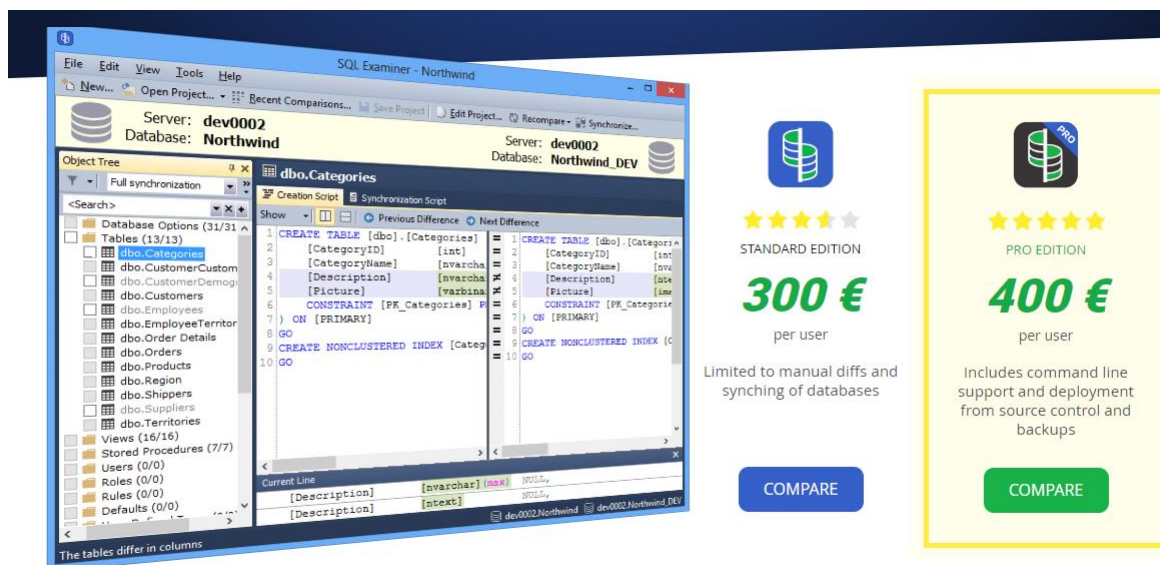 SQL Examiner - Northwind
File Edit View Tools Help
New... Open Project... Recent Comparisons... Save Project Edit Project... Recompare Synchronize...
Server: dev0002
Database: Northwind
Server: dev0002
Database: Northwind_DEV
Object Tree
Full synchronization
<Search>
Database Options (31/31
Tables (13/13)
dbo.Categories
dbo.CustomerCustom
dbo.CustomerDemogr
dbo.Customers
dbo.Employees
dbo.EmployeeTerritor
dbo.Order Details
dbo.Orders
dbo.Products
dbo.Region
dbo.Shippers
dbo.Suppliers
dbo.Territories
Views (16/16)
Stored Procedures (7/7)
Users (0/0)
Roles (0/0)
Rules (0/0)
Defaults (0/0)
The tables differ in columns
dbo.Categories
Creation Script Synchronization Script
Show Previous Difference Next Difference
1 CREATE TABLE [dbo].[Categories]
2 [CategoryID] [int]
3 [CategoryName] [nvarcha
4 [Description] [nvarcha
5 [Picture] [varbina
6 CONSTRAINT [PK_Categories] P
7 ) ON [PRIMARY]
8 GO
9 CREATE NONCLUSTERED INDEX [Categ
10 GO
= 1 CREATE TABLE [dbo].[Categori
= 2 [CategoryID] [int
= 3 [CategoryName] [nva
≠ 4 [Description] [nte
≠ 5 [Picture] [ima
= 6 CONSTRAINT [PK_Categorie
= 7 ) ON [PRIMARY]
= 8 GO
= 9 CREATE NONCLUSTERED INDEX [C
= 10 GO
Current Line
[Description] [nvarchar](max) NULL,
[Description] [ntext] NULL,
dev0002.Northwind dev0002.Northwind_DEV
STANDARD EDITION
300 €
per user
Limited to manual diffs and
synching of databases
COMPARE
PRO
PRO EDITION
400 €
per user
Includes command line
support and deployment
from source control and
backups
COMPARE